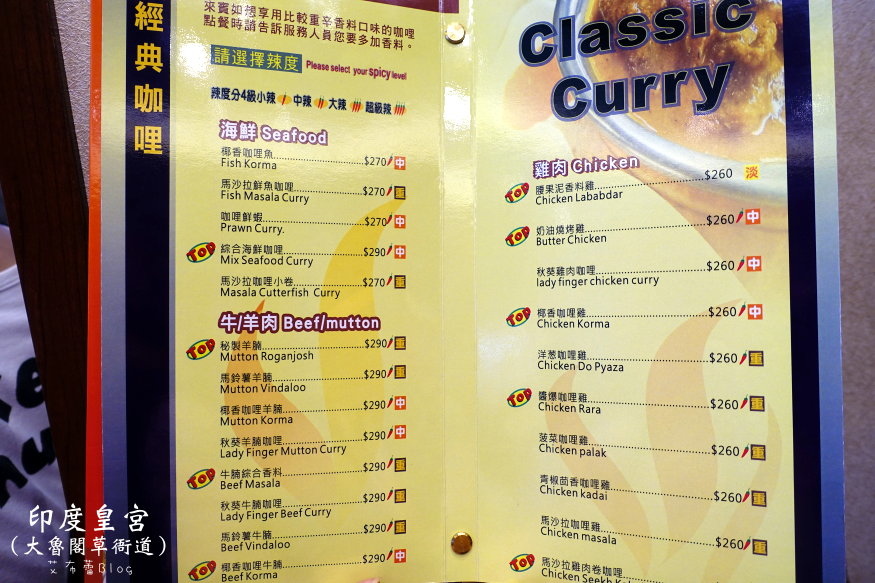 經典咖哩
來賓如想享用比較重辛香料口味的咖哩
點餐時請告訴服務人員您要多加香料。
請選擇辣度 Please select your spicy level
辣度分4級小辣 中辣 大辣 超級辣
海鮮 Seafood
椰香咖哩魚 $270 中
Fish Korma
馬沙拉鮮魚咖哩 $270 重
Fish Masala Curry
咖哩鮮蝦 $270 中
Prawn Curry.
TOP 綜合海鮮咖哩 $290 中
Mix Seafood Curry
馬沙拉咖哩小卷 $270 重
Masala Cutterfish Curry
牛/羊肉 Beef/mutton
TOP 秘製羊腩 $290 重
Mutton Roganjosh
馬鈴薯羊腩 $290 重
Mutton Vindaloo
椰香咖哩羊腩 $290 中
Mutton Korma
秋葵羊腩咖哩 $290 中
Lady Finger Mutton Curry
TOP 牛腩綜合香料 $290 重
Beef Masala
秋葵牛腩咖哩 $290 重
Lady Finger Beef Curry
馬鈴薯牛腩 $290 重
Beef Vindaloo
TOP 椰香咖哩牛腩 $290 中
Beef Korma
Classic
Curry
雞肉 Chicken
TOP 腰果泥香料雞 $260 淡
Chicken Lababdar
TOP 奶油燒烤雞 $260 中
Butter Chicken
秋葵雞肉咖哩 $260 中
lady finger chicken curry
TOP 椰香咖哩雞 $260 中
Chicken Korma
洋葱咖哩雞 $260 重
Chicken Do Pyaza
TOP 醬爆咖哩雞 $260 重
Chicken Rara
菠菜咖哩雞 $260 重
Chicken palak
青椒茴香咖哩雞 $260 重
Chicken kadai
馬沙拉咖哩雞 $260 重
Chicken masala
TOP 馬沙拉雞肉卷咖哩
Chicken Seekh
印度皇宮
(大魯閣草衙道)
艾布蕾Blog